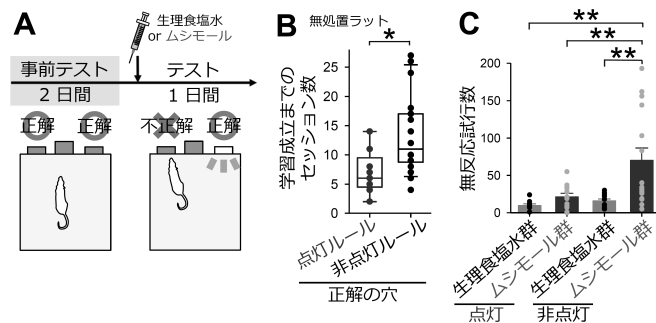 A
生理食塩水
or ムシモール
事前テスト
テスト
2 日間
1 日間
正解
正解
不正解
正解
B
無処置ラット
*
学習成立までの
セッション数
25
20
15
10
5
0
点灯ルール
非点灯ルール
正解の穴
C
**
**
**
無反応試行数
200
150
100
50
0
生理食塩水群
ムシモール群
生理食塩水群
ムシモール群
点灯
非点灯